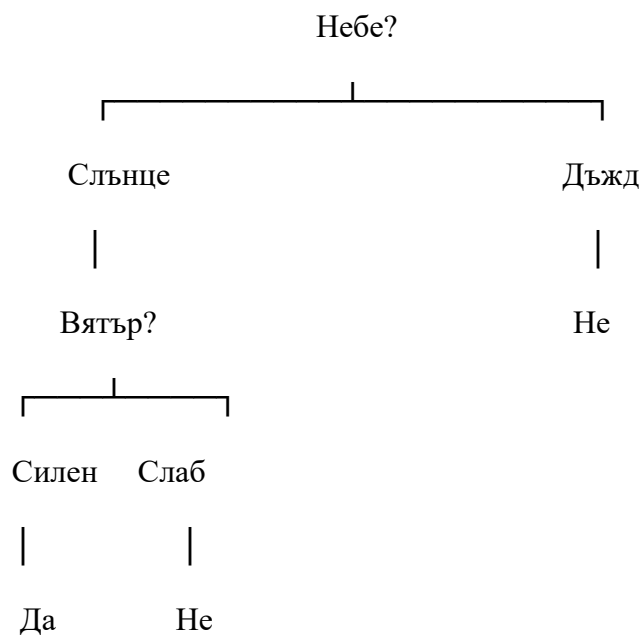 Небе?
Слънце Дъжд
Вятър? Не
Силен Слаб
Да Не